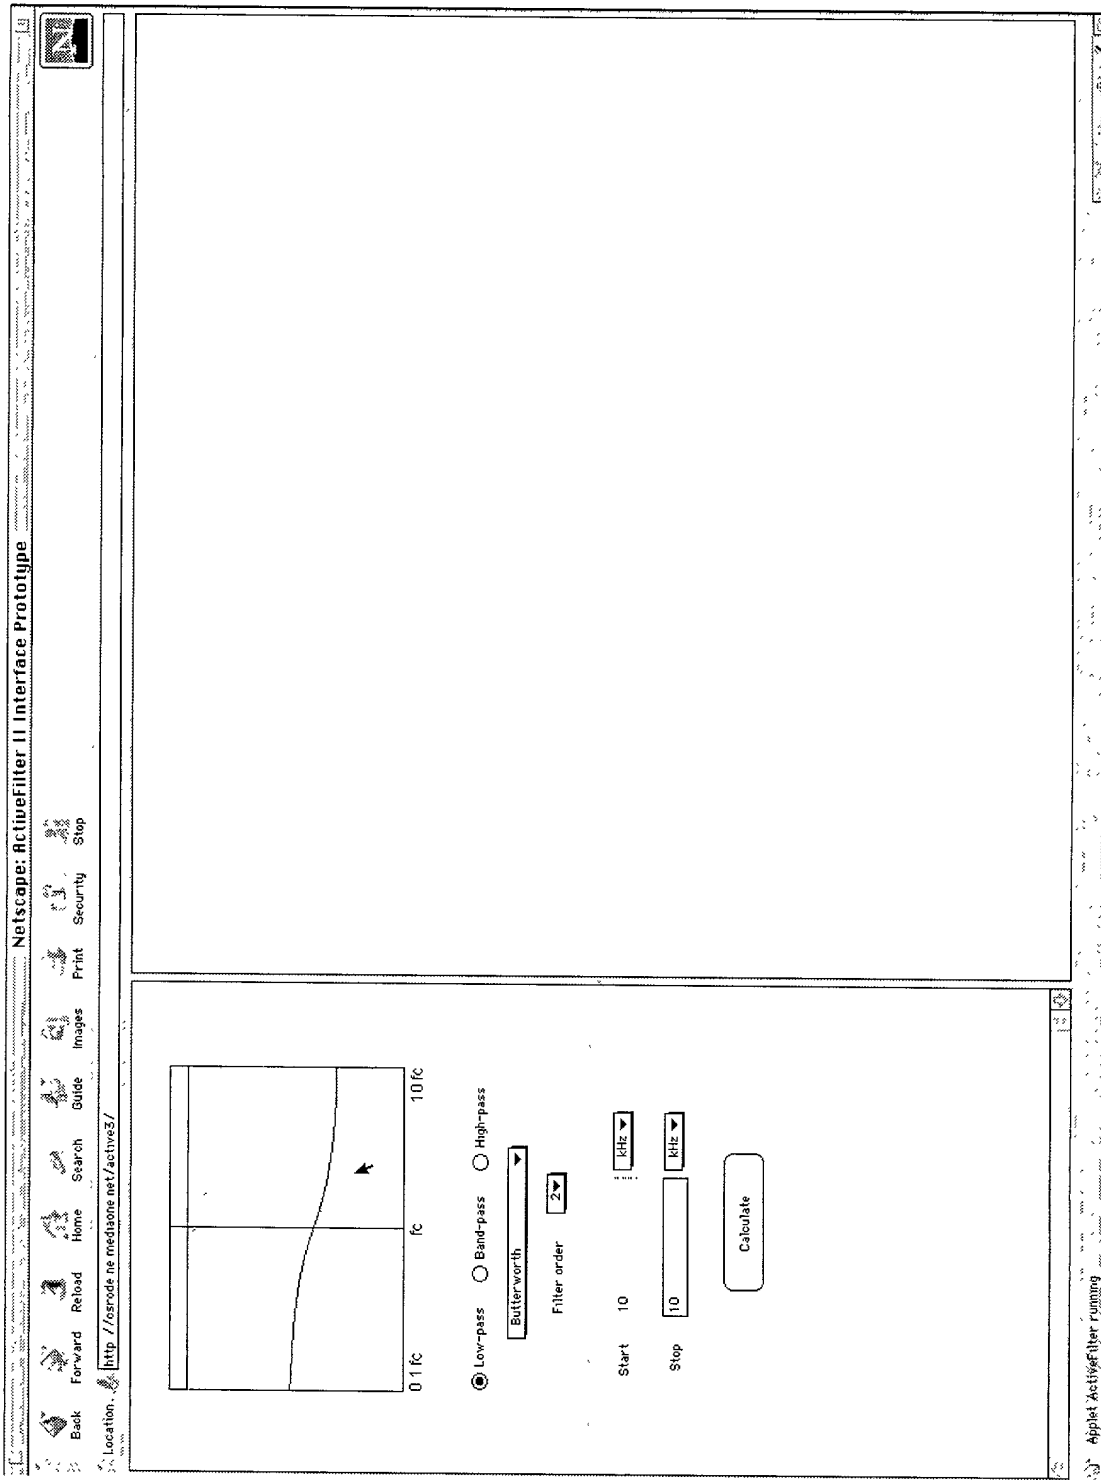 Netscape: ActiveFilter II Interface Prototype
Back Forward Reload Home Search Guide Images Print Security Stop
N
Location. http //osrode ne mediaone net/active3/
0 1 fc fc 10 fc
Low-pass Band-pass High-pass
Butterworth
Filter order 2
Start 10 kHz
Stop 10 kHz
Calculate
Applet ActiveFilter running